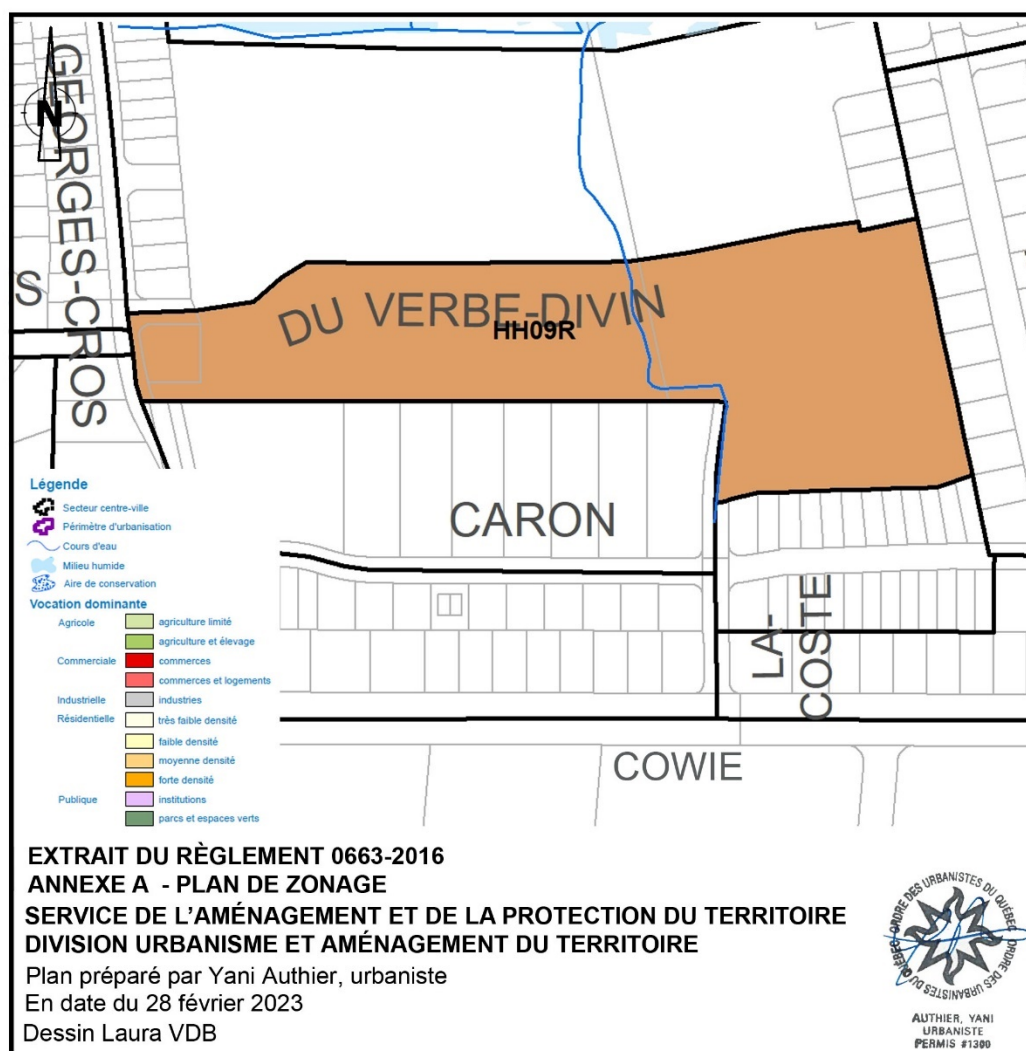 GEORGES-CROS
N
S
DU VERBE-DIVIN
HH09R
CARON
LA-
COSTE
COWIE
Légende
Secteur centre-ville
Périmètre d'urbanisation
Cours d'eau
Milieu humide
Aire de conservation
Vocation dominante
Agricole agriculture limité
agriculture et élevage
Commerciale commerces
commerces et logements
Industrielle industries
Résidentielle très faible densité
faible densité
moyenne densité
forte densité
Publique institutions
parcs et espaces verts
EXTRAIT DU RÈGLEMENT 0663-2016
ANNEXE A - PLAN DE ZONAGE
SERVICE DE L'AMÉNAGEMENT ET DE LA PROTECTION DU TERRITOIRE
DIVISION URBANISME ET AMÉNAGEMENT DU TERRITOIRE
Plan préparé par Yani Authier, urbaniste
En date du 28 février 2023
Dessin Laura VDB
ORDRE DES URBANISTES DU QUÉBEC
ORDRE DES URBANISTES DU QUÉBEC
AUTHIER, YANI
URBANISTE
PERMIS #1300